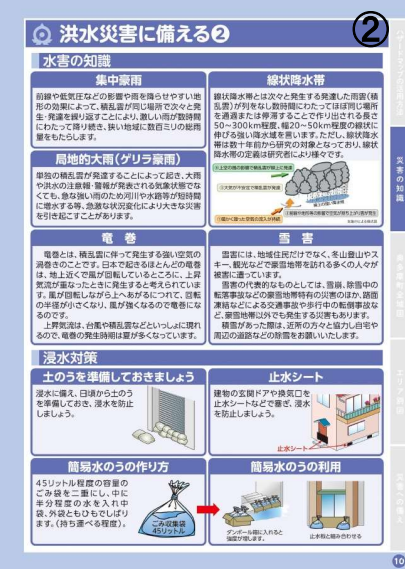 洪水災害に備える❷
②
水害の知識
集中豪雨
前線や低気圧などの影響や雨を降らせやすい地
形の効果によって、積乱雲が同じ場所で次々と発
生・発達を繰り返すことにより、激しい雨が数時間
にわたって降り続き、狭い地域に数百ミリの総雨
量をもたらします。
局地的大雨(ゲリラ豪雨)
単独の積乱雲が発達することによって起き、大雨
や洪水の注意報・警報が発表される気象状態でな
くても、急な強い雨のため河川や水路等が短時間
に増水する等、急激な状況変化により大きな災害
を引き起こすことがあります。
線状降水帯
線状降水帯とは次々と発生する発達した雨雲(積
乱雲)が列をなし数時間にわたってほぼ同じ場所
を通過または停滞することで作り出される長さ
50～300km程度、幅20～50km程度の線状に
伸びる強い降水域を言います。ただし、線状降水
帯は数十年前からの研究の対象となっており、線状
降水帯の定義は研究者により様々です。
竜巻
竜巻とは、積乱雲に伴って発生する強い空気の
渦巻きのことです。日本で起きるほとんどの竜巻
は、地上近くで風が回転しているところに、上昇
気流が重なったときに発生すると考えられていま
す。風が回転しながら上へあがるにつれて、回転
の半径が小さくなり、風が強くなるので竜巻にな
るのです。
上昇気流は、台風や積乱雲などといっしょに現れ
るので、竜巻の発生時期は夏が多くなっています。
雪害
雪害には、地域住民だけでなく、冬山登山やス
キー、観光などで豪雪地帯を訪れる多くの人々が
被害に遭っています。
雪害の代表的なものとしては、雪崩、除雪中の
転落事故などの豪雪地帯特有の災害のほか、路面
凍結などによる交通事故や歩行中の転倒事故な
ど、豪雪地帯以外でも発生する災害もあります。
積雪があった際は、近所の方々と協力し自宅や
周辺の道路などの除雪をお願いいたします。
浸水対策
土のうを準備しておきましょう
浸水に備え、日頃から土のう
を準備しておき、浸水を防止
しましょう。
止水シート
建物の玄関ドアや換気口を
止水シートなどで塞ぎ、浸水
を防止しましょう。
止水シート
簡易水のうの作り方
45リットル程度の容量の
ごみ袋を二重にし、中に
半分程度の水を入れ中
袋、外袋ともひもでしばり
ます。(持ち運べる程度)。
ごみ収集袋
45リットル
簡易水のうの利用
ダンボール箱に入れると
強度が増します。
止水板と組み合わせる
災害の知識
10